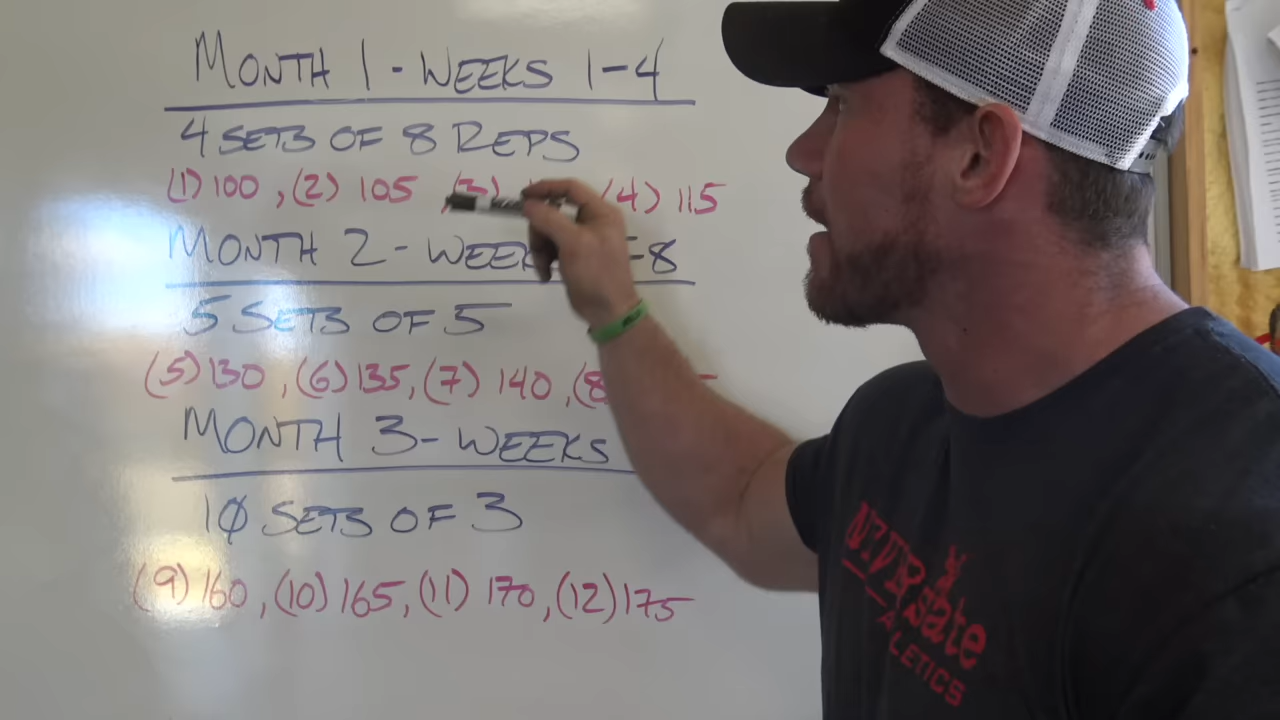 MONTH 1 - WEEKS 1-4
4 SETS OF 8 REPS
(1) 100 , (2) 105 , (3) (4) 115
MONTH 2 - WEEKS -8
5 SETS OF 5
(5) 130 , (6) 135, (7) 140 , (8
MONTH 3- WEEKS
10 SETS OF 3
(9) 160 , (10) 165, (11) 170, (12) 175